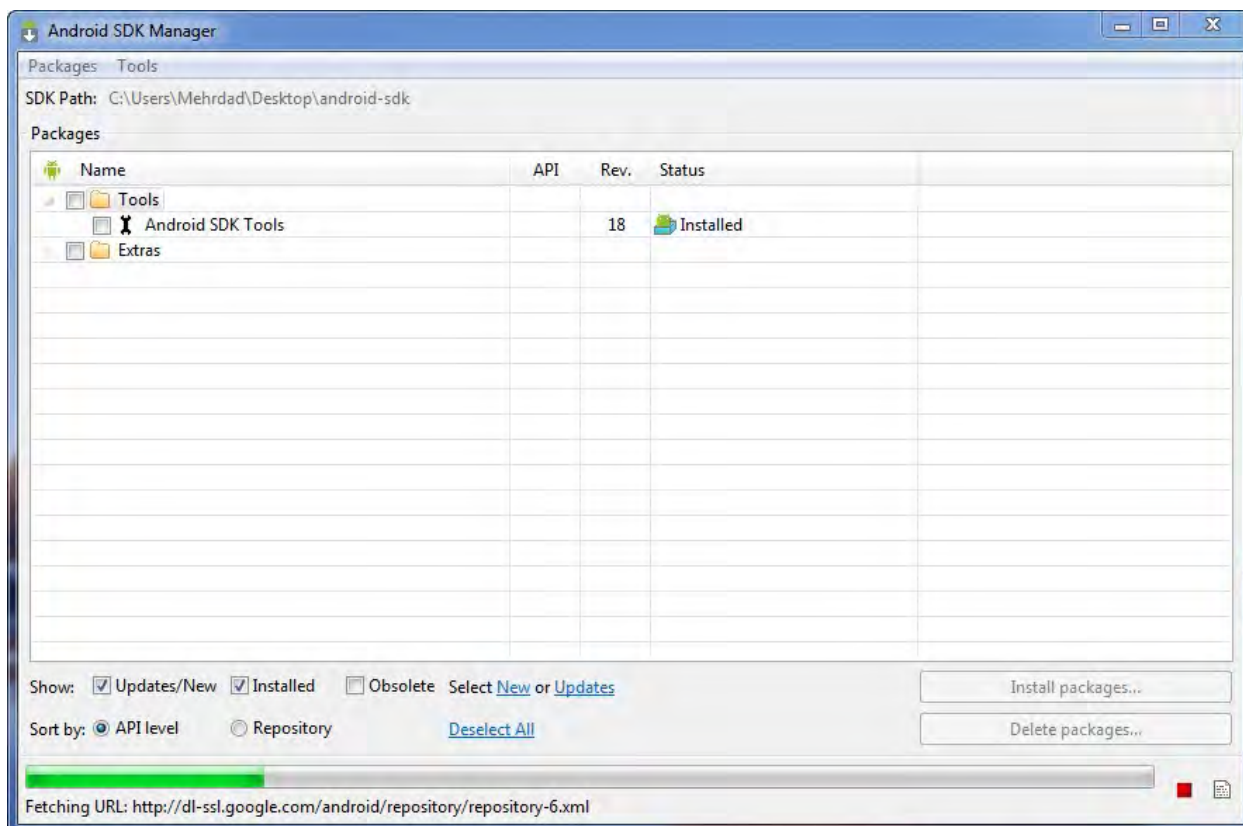 Android SDK Manager
Packages Tools
SDK Path: C:\Users\Mehrdad\Desktop\android-sdk
Packages
Name API Rev. Status
Tools
Android SDK Tools 18 Installed
Extras
Show: Updates/New Installed Obsolete Select New or Updates Install packages...
Sort by: API level Repository Deselect All Delete packages...
Fetching URL: http://dl-ssl.google.com/android/repository/repository-6.xml